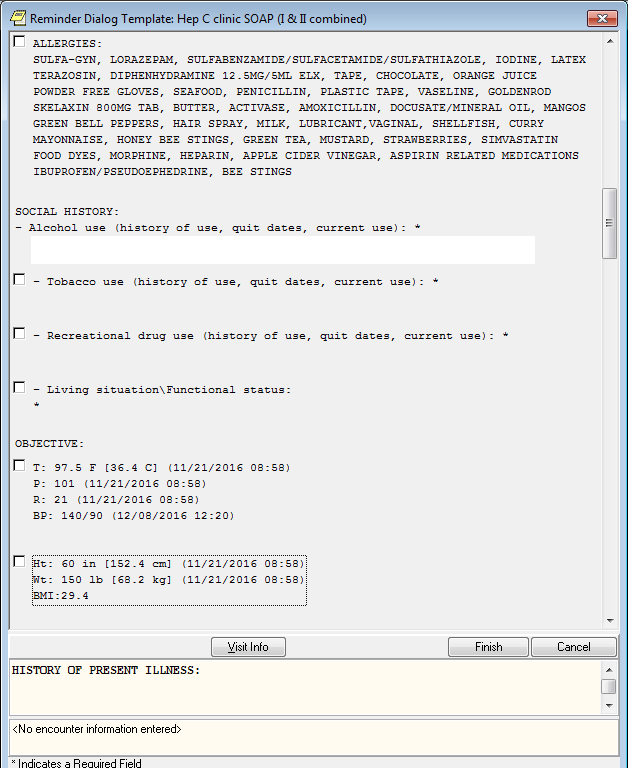 Reminder Dialog Template: Hep C clinic SOAP (I & II combined)
ALLERGIES:
SULFA-GYN, LORAZEPAM, SULFABENZAMIDE/SULFACETAMIDE/SULFATHIAZOLE, IODINE, LATEX
TERAZOSIN, DIPHENHYDRAMINE 12.5MG/5ML ELX, TAPE, CHOCOLATE, ORANGE JUICE
POWDER FREE GLOVES, SEAFOOD, PENICILLIN, PLASTIC TAPE, VASELINE, GOLDENROD
SKELAXIN 800MG TAB, BUTTER, ACTIVASE, AMOXICILLIN, DOCUSATE/MINERAL OIL, MANGOS
GREEN BELL PEPPERS, HAIR SPRAY, MILK, LUBRICANT,VAGINAL, SHELLFISH, CURRY
MAYONNAISE, HONEY BEE STINGS, GREEN TEA, MUSTARD, STRAWBERRIES, SIMVASTATIN
FOOD DYES, MORPHINE, HEPARIN, APPLE CIDER VINEGAR, ASPIRIN RELATED MEDICATIONS
IBUPROFEN/PSEUDOEPHEDRINE, BEE STINGS
SOCIAL HISTORY:
- Alcohol use (history of use, quit dates, current use): *
- Tobacco use (history of use, quit dates, current use): *
- Recreational drug use (history of use, quit dates, current use): *
- Living situation\Functional status:
*
OBJECTIVE:
T: 97.5 F [36.4 C] (11/21/2016 08:58)
P: 101 (11/21/2016 08:58)
R: 21 (11/21/2016 08:58)
BP: 140/90 (12/08/2016 12:20)
Ht: 60 in [152.4 cm] (11/21/2016 08:58)
Wt: 150 lb [68.2 kg] (11/21/2016 08:58)
BMI:29.4
Visit Info Finish Cancel
HISTORY OF PRESENT ILLNESS:
<No encounter information entered>
* Indicates a Required Field